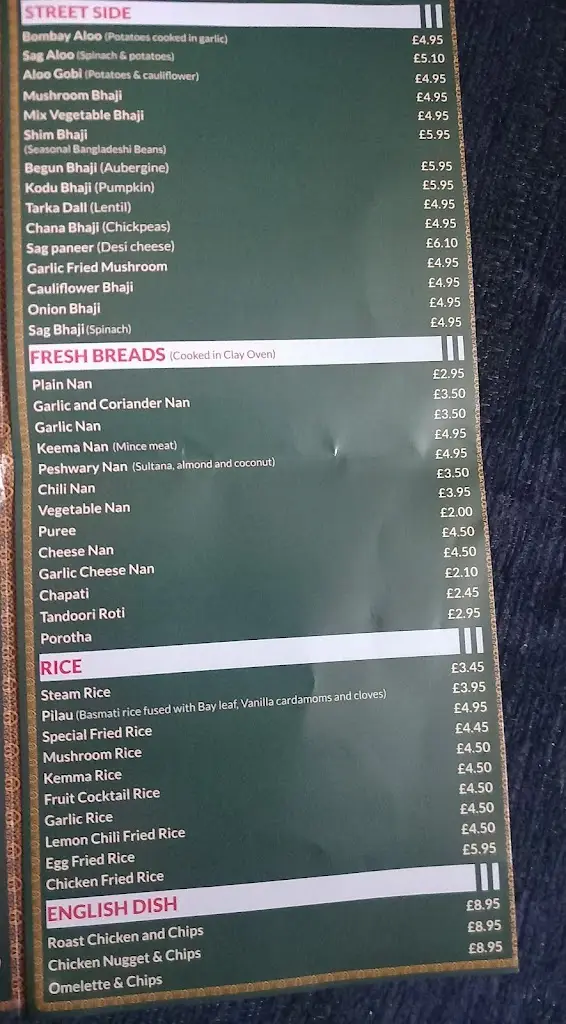 STREET SIDE
Bombay Aloo (Potatoes cooked in garlic) £4.95
Sag Aloo (Spinach & potatoes) £5.10
Aloo Gobi (Potatoes & cauliflower) £4.95
Mushroom Bhaji £4.95
Mix Vegetable Bhaji £4.95
Shim Bhaji £5.95
(Seasonal Bangladeshi Beans)
Begun Bhaji (Aubergine) £5.95
Kodu Bhaji (Pumpkin) £5.95
Tarka Dall (Lentil) £4.95
Chana Bhaji (Chickpeas) £4.95
Sag paneer (Desi cheese) £6.10
Garlic Fried Mushroom £4.95
Cauliflower Bhaji £4.95
Onion Bhaji £4.95
Sag Bhaji (Spinach) £4.95
FRESH BREADS (Cooked in Clay Oven)
Plain Nan £2.95
Garlic and Coriander Nan £3.50
Garlic Nan £3.50
Keema Nan (Mince meat) £4.95
Peshwary Nan (Sultana, almond and coconut) £4.95
Chili Nan £3.50
Vegetable Nan £3.95
Puree £2.00
Cheese Nan £4.50
Garlic Cheese Nan £4.50
Chapati £2.10
Tandoori Roti £2.45
Porotha £2.95
RICE
Steam Rice £3.45
Pilau (Basmati rice fused with Bay leaf, Vanilla cardamoms and cloves) £3.95
Special Fried Rice £4.95
Mushroom Rice £4.45
Kemma Rice £4.50
Fruit Cocktail Rice £4.50
Garlic Rice £4.50
Lemon Chili Fried Rice £4.50
Egg Fried Rice £4.50
Chicken Fried Rice £5.95
ENGLISH DISH
Roast Chicken and Chips £8.95
Chicken Nugget & Chips £8.95
Omelette & Chips £8.95